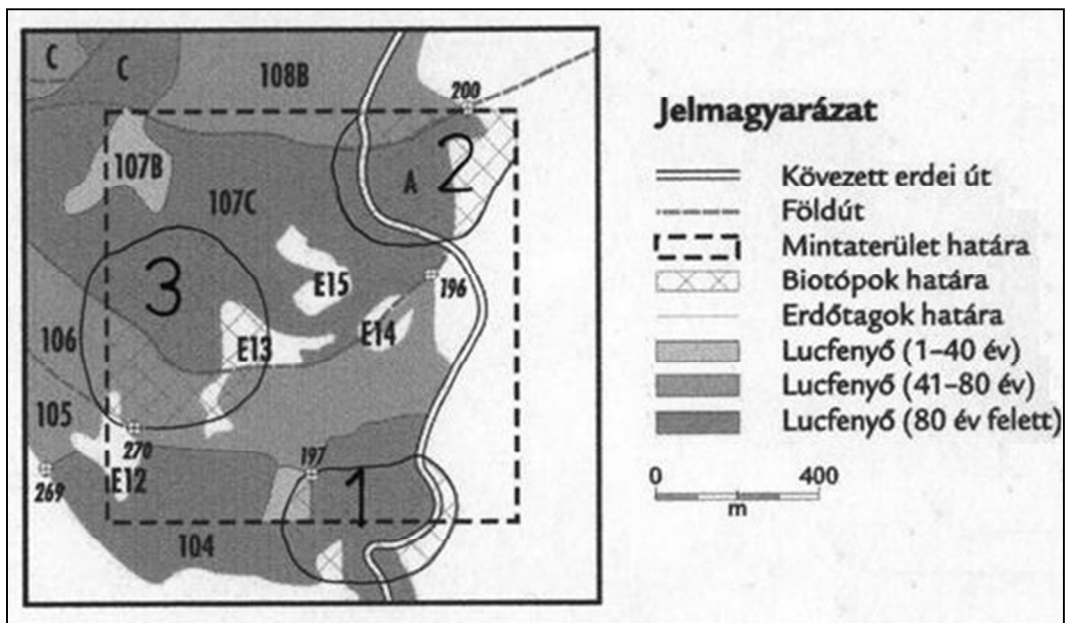 C
C
108B
200
107B
A
2
107C
3
E15
196
E14
E13
106
105
270
197
E12
269
1
104
Jelmagyarázat
Kövezett erdei út
Földút
Mintaterület határa
Biotópok határa
Erdőtagok határa
Lucfenyő (1–40 év)
Lucfenyő (41–80 év)
Lucfenyő (80 év felett)
0 400
m